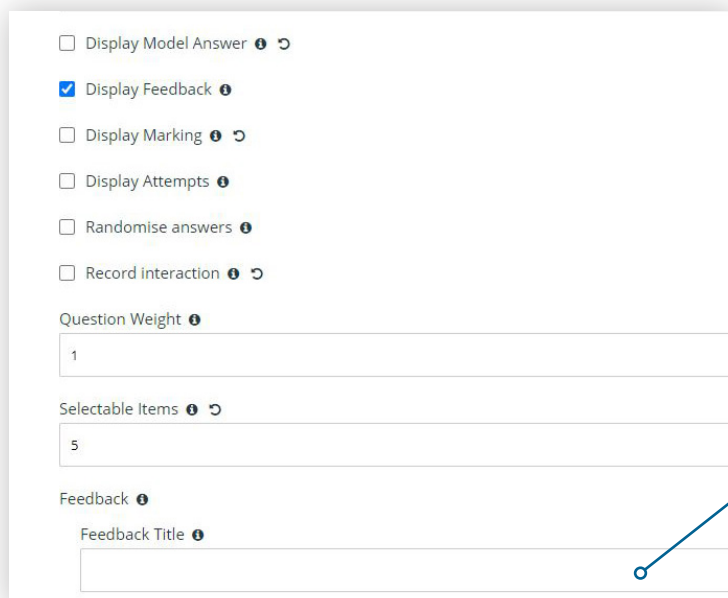 Display Model Answer
Display Feedback
Display Marking
Display Attempts
Randomise answers
Record interaction
Question Weight
1
Selectable Items
5
Feedback
Feedback Title